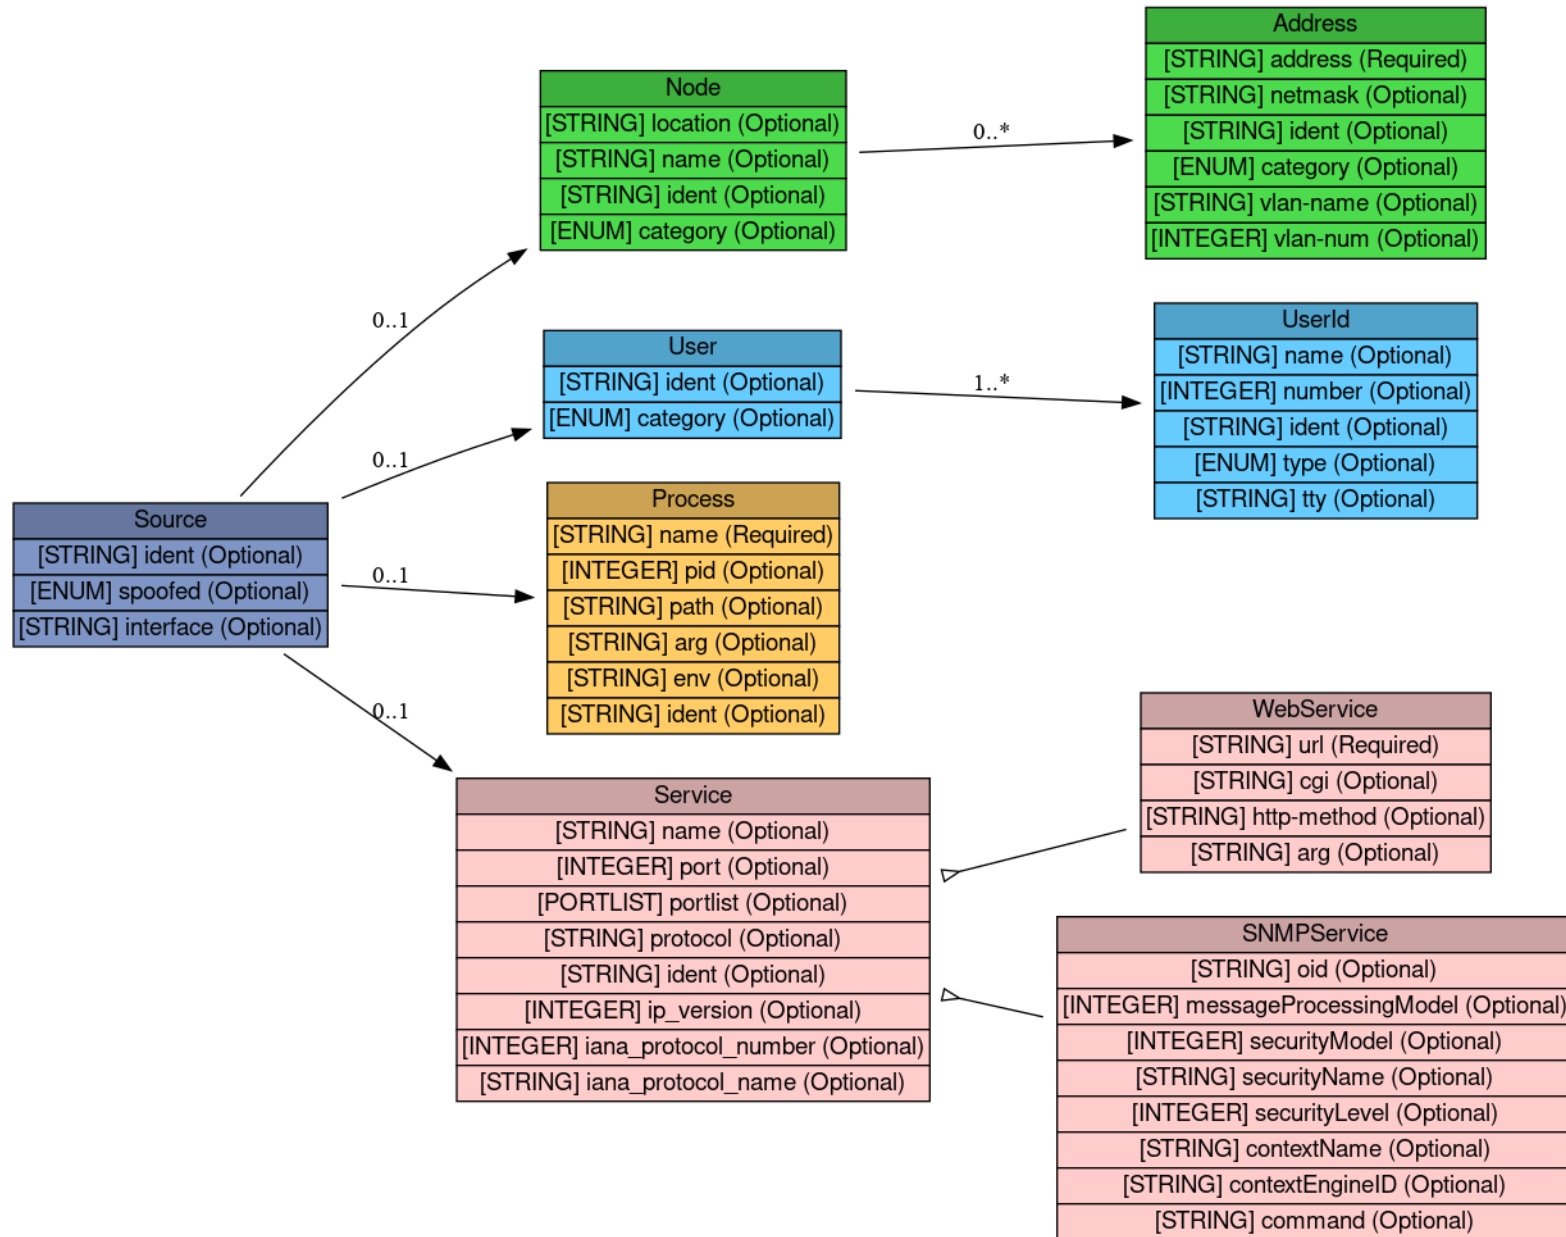 Address
[STRING] address (Required)
[STRING] netmask (Optional)
[STRING] ident (Optional)
[ENUM] category (Optional)
[STRING] vlan-name (Optional)
[INTEGER] vlan-num (Optional)
Node
[STRING] location (Optional)
[STRING] name (Optional)
[STRING] ident (Optional)
[ENUM] category (Optional)
0..*
0..1
User
[STRING] ident (Optional)
[ENUM] category (Optional)
1..*
UserId
[STRING] name (Optional)
[INTEGER] number (Optional)
[STRING] ident (Optional)
[ENUM] type (Optional)
[STRING] tty (Optional)
0..1
Source
[STRING] ident (Optional)
[ENUM] spoofed (Optional)
[STRING] interface (Optional)
0..1
Process
[STRING] name (Required)
[INTEGER] pid (Optional)
[STRING] path (Optional)
[STRING] arg (Optional)
[STRING] env (Optional)
[STRING] ident (Optional)
0..1
Service
[STRING] name (Optional)
[INTEGER] port (Optional)
[PORTLIST] portlist (Optional)
[STRING] protocol (Optional)
[STRING] ident (Optional)
[INTEGER] ip_version (Optional)
[INTEGER] iana_protocol_number (Optional)
[STRING] iana_protocol_name (Optional)
WebService
[STRING] url (Required)
[STRING] cgi (Optional)
[STRING] http-method (Optional)
[STRING] arg (Optional)
SNMPService
[STRING] oid (Optional)
[INTEGER] messageProcessingModel (Optional)
[INTEGER] securityModel (Optional)
[STRING] securityName (Optional)
[INTEGER] securityLevel (Optional)
[STRING] contextName (Optional)
[STRING] contextEngineID (Optional)
[STRING] command (Optional)